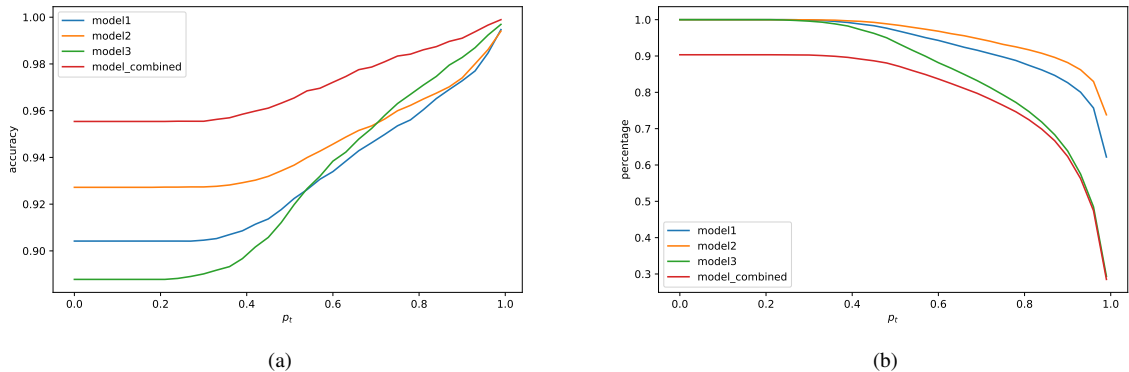 1.00
0.98
0.96
0.94
0.92
0.90
accuracy
0.0 0.2 0.4 0.6 0.8 1.0
p_t
model1
model2
model3
model_combined
(a)
1.0
0.9
0.8
0.7
0.6
0.5
0.4
0.3
percentage
0.0 0.2 0.4 0.6 0.8 1.0
p_t
model1
model2
model3
model_combined
(b)